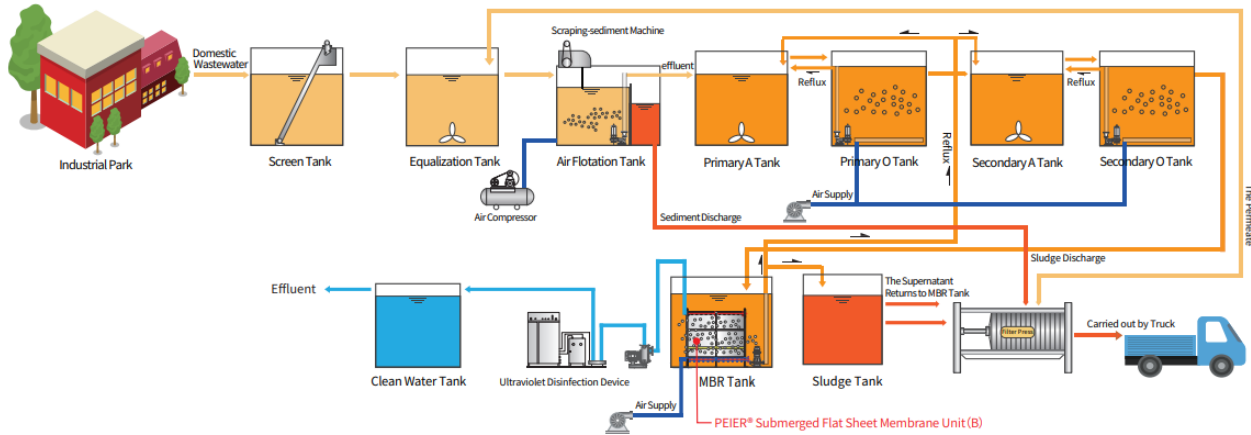 Scraping-sediment Machine
Domestic
Wastewater
effluent
Reflux
Reflux
Industrial Park
Screen Tank
Equalization Tank
Air Flotation Tank
Primary A Tank
Primary O Tank
Secondary A Tank
Secondary O Tank
Reflux
The Permeate
Air Compressor
Air Supply
Sediment Discharge
Sludge Discharge
Effluent
The Supernatant
Returns to MBR Tank
Filter Press
Carried out by Truck
Clean Water Tank
Ultraviolet Disinfection Device
MBR Tank
Sludge Tank
Air Supply
PEIER® Submerged Flat Sheet Membrane Unit(B)